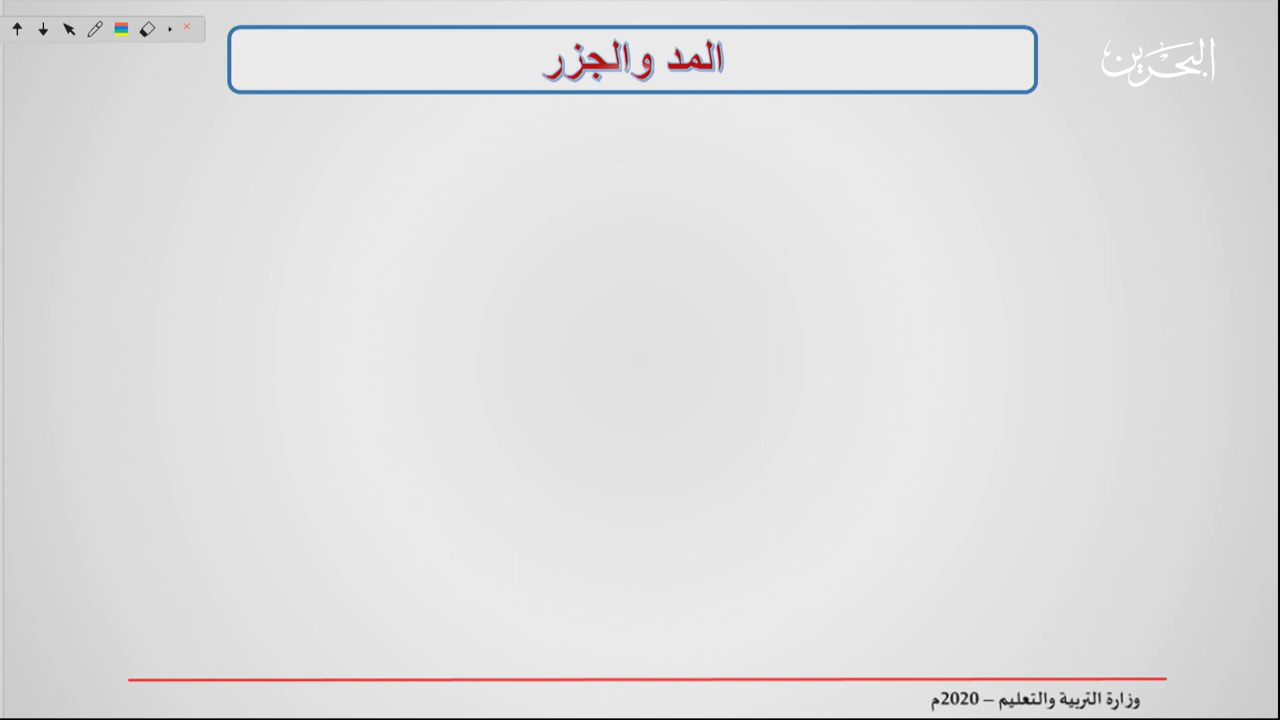 المد والجزر
البحرين
وزارة التربية والتعليم – 2020م